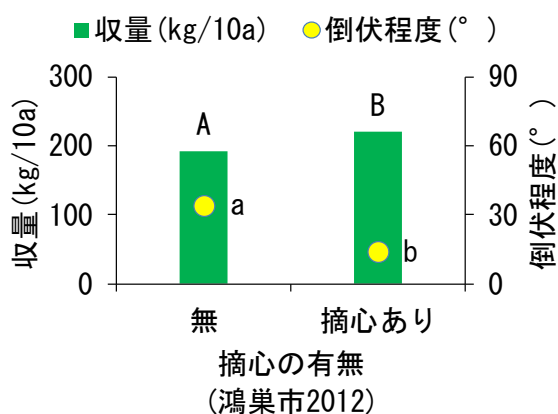 収量(kg/10a) 倒伏程度(°)
300 90
A B
200 60
a
100 30
b
0 0
収量(kg/10a)
倒伏程度(°)
無 摘心あり
摘心の有無
(鴻巣市2012)